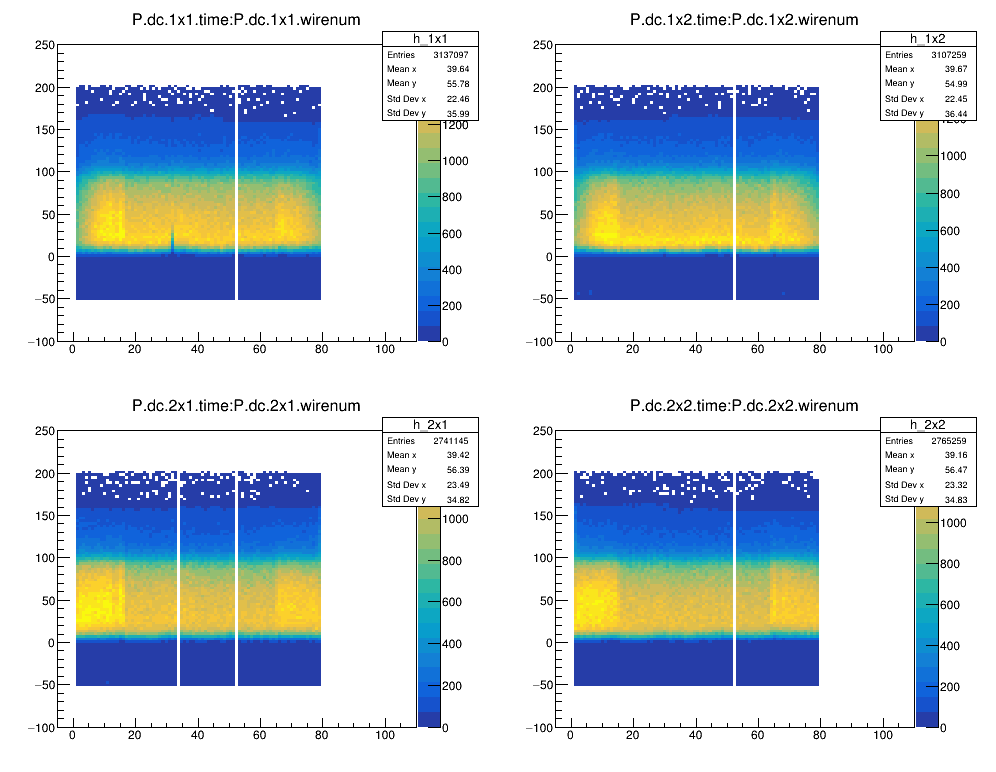 P.dc.1x1.time:P.dc.1x1.wirenum
h_1x1
Entries 3137097
Mean x 39.64
Mean y 55.78
Std Dev x 22.46
Std Dev y 35.99
250
200
150
100
50
0
−50
−100
0 20 40 60 80 100
1200
1000
800
600
400
200
0
P.dc.1x2.time:P.dc.1x2.wirenum
h_1x2
Entries 3107259
Mean x 39.67
Mean y 54.99
Std Dev x 22.45
Std Dev y 36.44
250
200
150
100
50
0
−50
−100
0 20 40 60 80 100
1200
1000
800
600
400
200
0
P.dc.2x1.time:P.dc.2x1.wirenum
h_2x1
Entries 2741145
Mean x 39.42
Mean y 56.39
Std Dev x 23.49
Std Dev y 34.82
250
200
150
100
50
0
−50
−100
0 20 40 60 80 100
1000
800
600
400
200
0
P.dc.2x2.time:P.dc.2x2.wirenum
h_2x2
Entries 2765259
Mean x 39.16
Mean y 56.47
Std Dev x 23.32
Std Dev y 34.83
250
200
150
100
50
0
−50
−100
0 20 40 60 80 100
1000
800
600
400
200
0